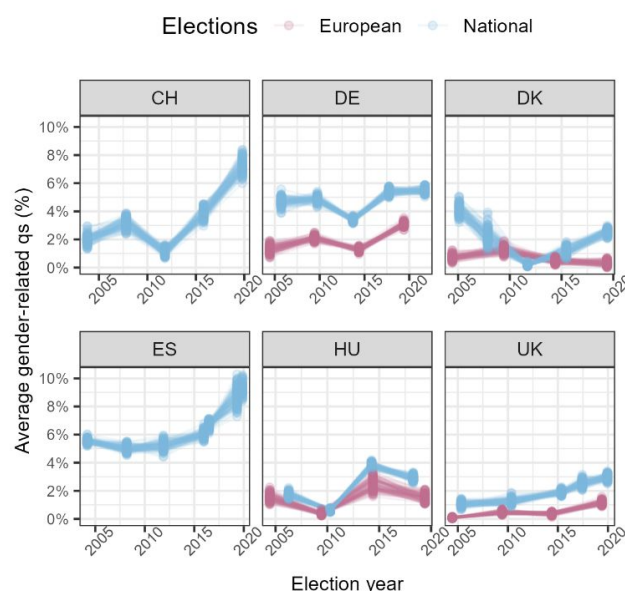 Elections European National
CH DE DK
10%
8%
6%
4%
2%
0%
2005 2010 2015 2020 2005 2010 2015 2020 2005 2010 2015 2020
ES HU UK
10%
8%
6%
4%
2%
0%
2005 2010 2015 2020 2005 2010 2015 2020 2005 2010 2015 2020
Average gender-related qs (%)
Election year